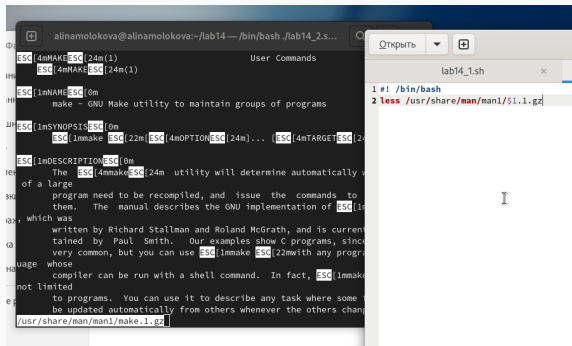 alinamolokova@alinamolokova:~/lab14 — /bin/bash ./lab14_2.s...
ESC[4mMAKEESC[24m(1) User Commands
ESC[4mMAKEESC[24m(1)
ESC[1mNAMEESC[0m
make - GNU Make utility to maintain groups of programs
ESC[1mSYNOPSISESC[0m
ESC[1mmake ESC[22m[ESC[4mOPTIONESC[24m]... [ESC[4mTARGETESC[24
ESC[1mDESCRIPTIONESC[0m
The ESC[4mmakeESC[24m utility will determine automatically w
of a large
program need to be recompiled, and issue the commands to
them. The manual describes the GNU implementation of ESC[1m
, which was
written by Richard Stallman and Roland McGrath, and is curren
tained by Paul Smith. Our examples show C programs, since
very common, but you can use ESC[1mmake ESC[22mwith any progra
uage whose
compiler can be run with a shell command. In fact, ESC[1mmake
not limited
to programs. You can use it to describe any task where some
be updated automatically from others whenever the others chang
/usr/share/man/man1/make.1.gz
Открыть
lab14_1.sh ×
1 #! /bin/bash
2 less /usr/share/man/man1/$1.1.gz